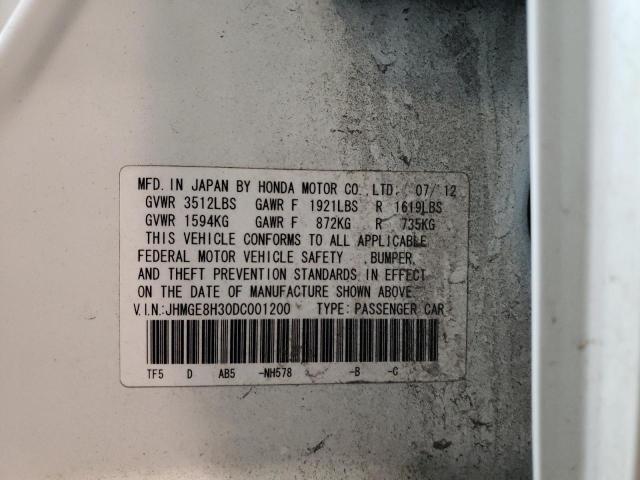 MFD. IN JAPAN BY HONDA MOTOR CO., LTD. 07/12
GVWR 3512LBS GAWR F 1921LBS R 1619LBS
GVWR 1594KG GAWR F 872KG R 735KG
THIS VEHICLE CONFORMS TO ALL APPLICABLE
FEDERAL MOTOR VEHICLE SAFETY , BUMPER,
AND THEFT PREVENTION STANDARDS IN EFFECT
ON THE DATE OF MANUFACTURE SHOWN ABOVE.
V.I.N.:JHMGE8H30DC001200 TYPE: PASSENGER CAR
TF5 D AB5 -NH578 -B -C